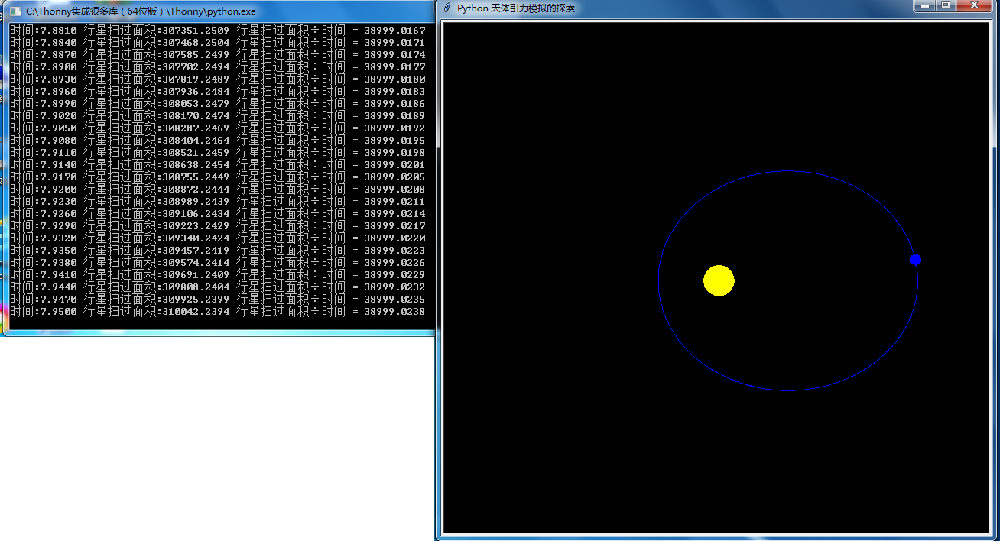 C:\Thonny集成很多库（64位版）\Thonny\python.exe
时间:7.8810 行星扫过面积:307351.2509 行星扫过面积÷时间 = 38999.0167
时间:7.8840 行星扫过面积:307468.2504 行星扫过面积÷时间 = 38999.0171
时间:7.8870 行星扫过面积:307585.2499 行星扫过面积÷时间 = 38999.0174
时间:7.8900 行星扫过面积:307702.2494 行星扫过面积÷时间 = 38999.0177
时间:7.8930 行星扫过面积:307819.2489 行星扫过面积÷时间 = 38999.0180
时间:7.8960 行星扫过面积:307936.2484 行星扫过面积÷时间 = 38999.0183
时间:7.8990 行星扫过面积:308053.2479 行星扫过面积÷时间 = 38999.0186
时间:7.9020 行星扫过面积:308170.2474 行星扫过面积÷时间 = 38999.0189
时间:7.9050 行星扫过面积:308287.2469 行星扫过面积÷时间 = 38999.0192
时间:7.9080 行星扫过面积:308404.2464 行星扫过面积÷时间 = 38999.0195
时间:7.9110 行星扫过面积:308521.2459 行星扫过面积÷时间 = 38999.0198
时间:7.9140 行星扫过面积:308638.2454 行星扫过面积÷时间 = 38999.0201
时间:7.9170 行星扫过面积:308755.2449 行星扫过面积÷时间 = 38999.0205
时间:7.9200 行星扫过面积:308872.2444 行星扫过面积÷时间 = 38999.0208
时间:7.9230 行星扫过面积:308989.2439 行星扫过面积÷时间 = 38999.0211
时间:7.9260 行星扫过面积:309106.2434 行星扫过面积÷时间 = 38999.0214
时间:7.9290 行星扫过面积:309223.2429 行星扫过面积÷时间 = 38999.0217
时间:7.9320 行星扫过面积:309340.2424 行星扫过面积÷时间 = 38999.0220
时间:7.9350 行星扫过面积:309457.2419 行星扫过面积÷时间 = 38999.0223
时间:7.9380 行星扫过面积:309574.2414 行星扫过面积÷时间 = 38999.0226
时间:7.9410 行星扫过面积:309691.2409 行星扫过面积÷时间 = 38999.0229
时间:7.9440 行星扫过面积:309808.2404 行星扫过面积÷时间 = 38999.0232
时间:7.9470 行星扫过面积:309925.2399 行星扫过面积÷时间 = 38999.0235
时间:7.9500 行星扫过面积:310042.2394 行星扫过面积÷时间 = 38999.0238
Python 天体引力模拟的探索